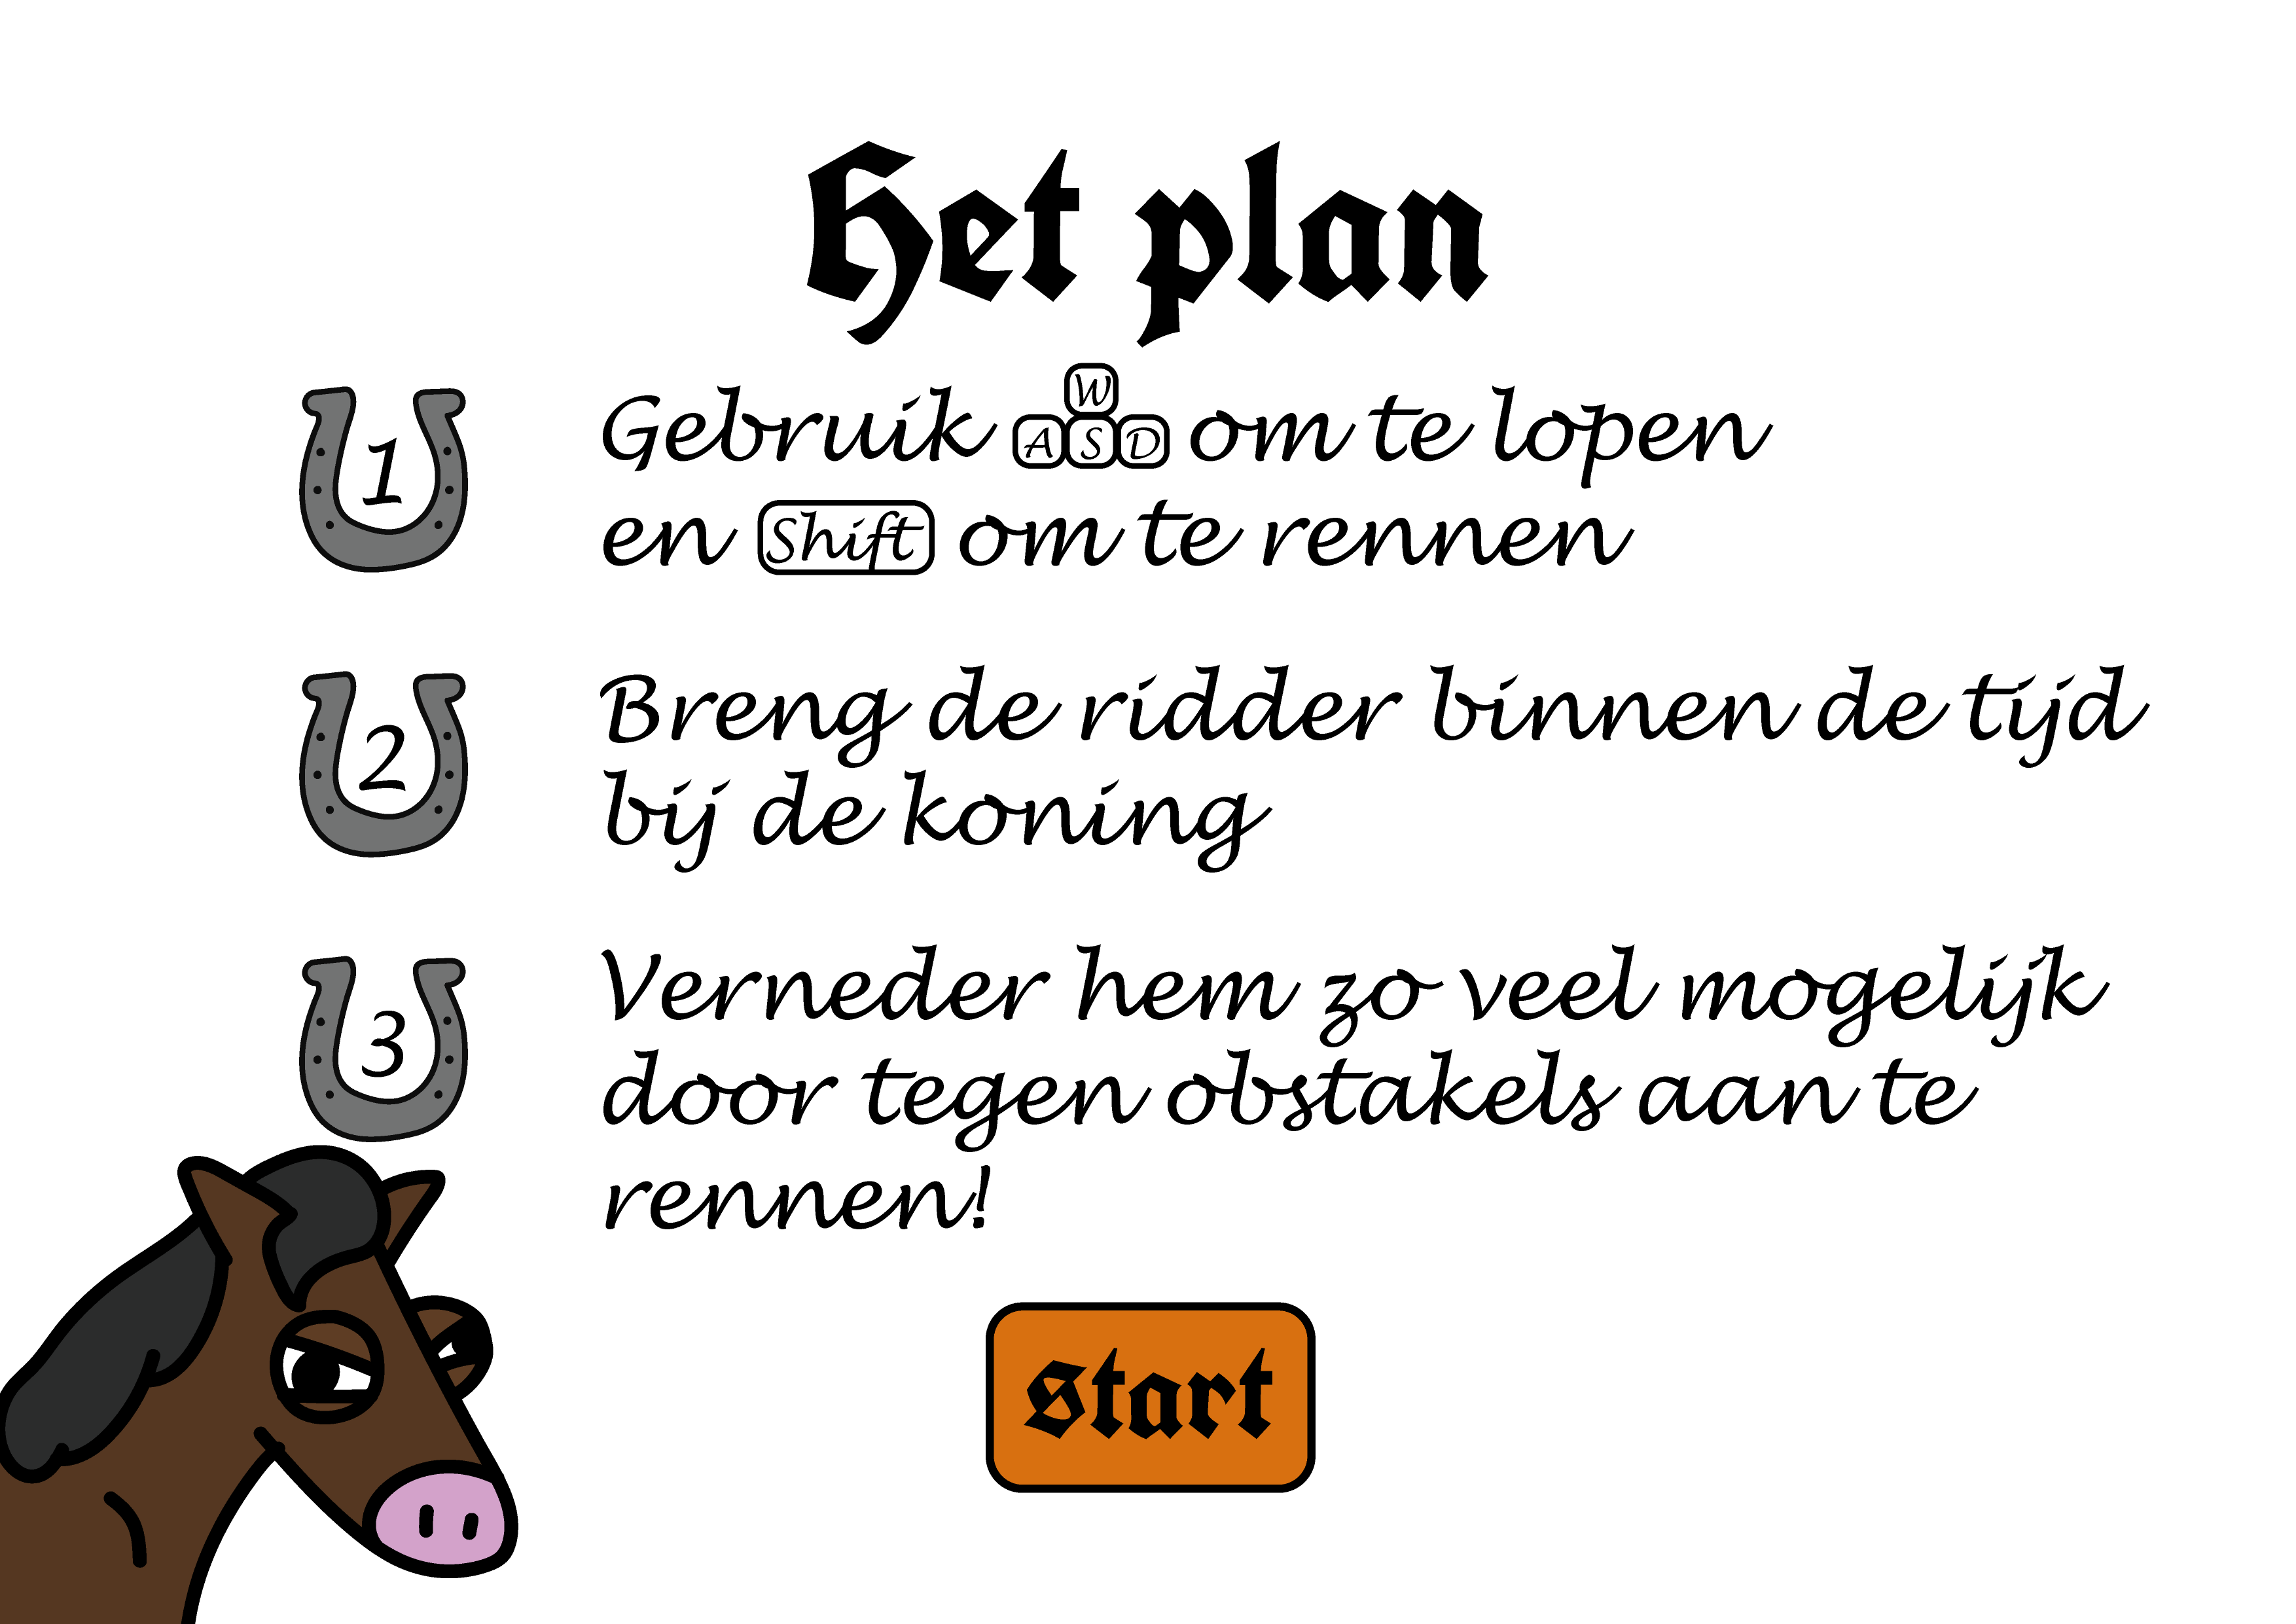 Het plan
1
Gebruik W A S D om te lopen
en Shift om te rennen
2
Breng de ridder binnen de tijd
bij de koning
3
Verneder hem zo veel mogelijk
door tegen obstakels aan te
rennen!
Start